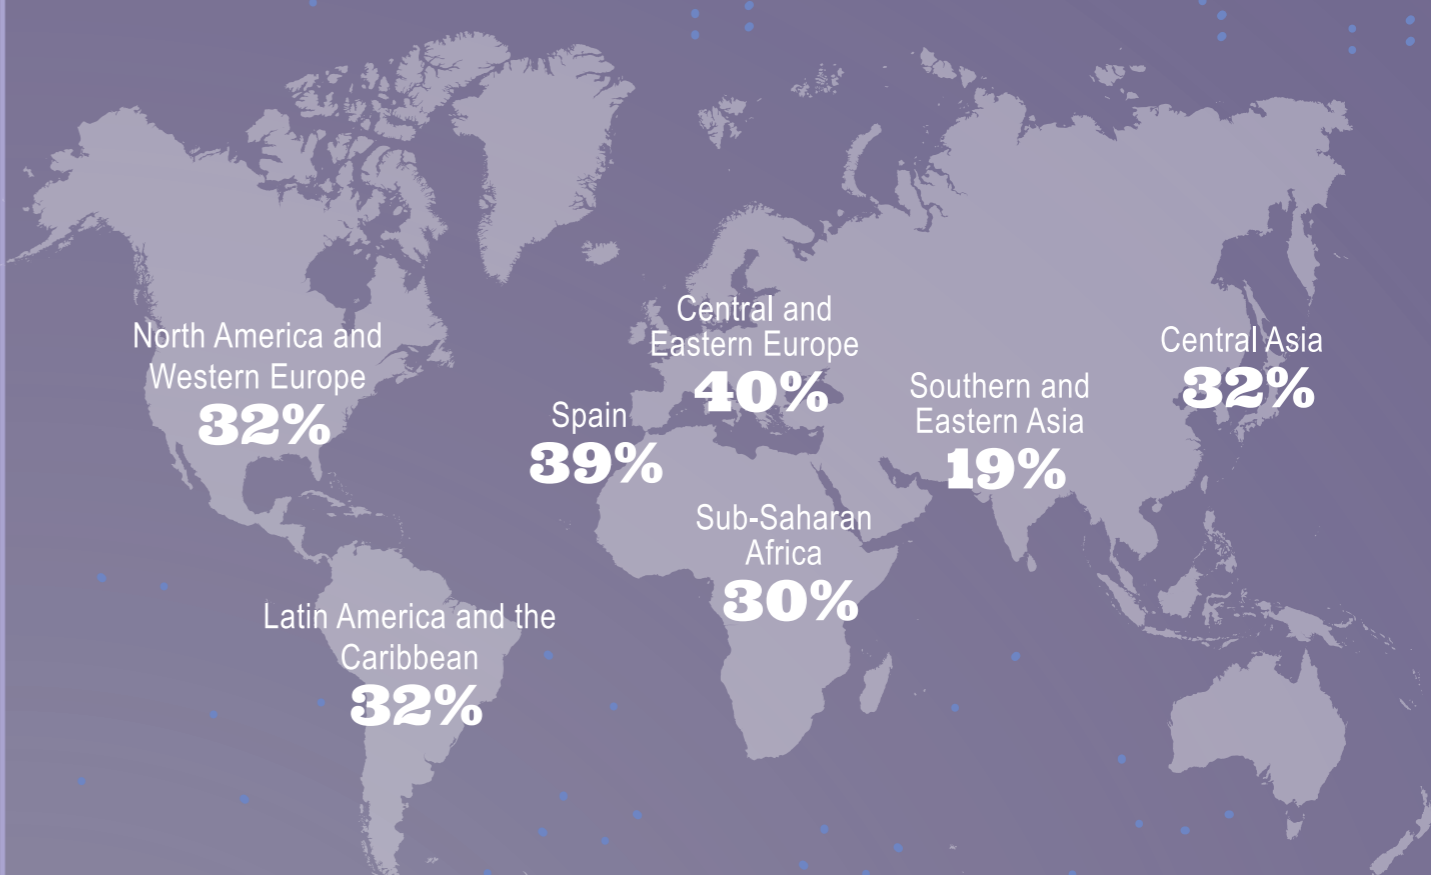 North America and
Western Europe
32%
Spain
39%
Central and
Eastern Europe
40%
Southern and
Eastern Asia
19%
Central Asia
32%
Sub-Saharan
Africa
30%
Latin America and the
Caribbean
32%